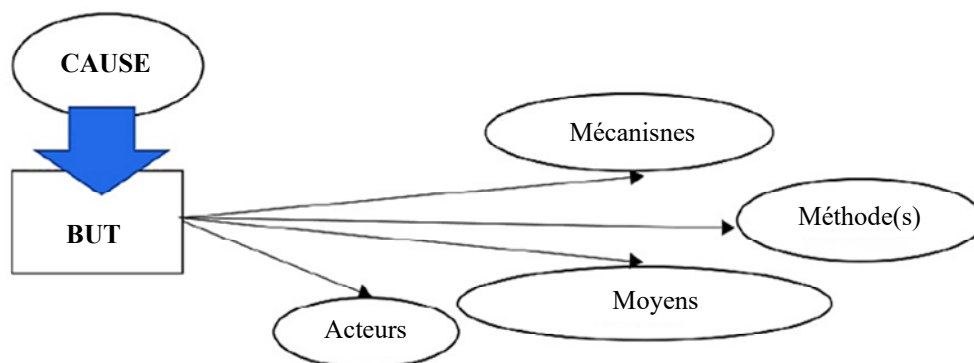 CAUSE
Mécanisnes
Méthode(s)
BUT
Moyens
Acteurs